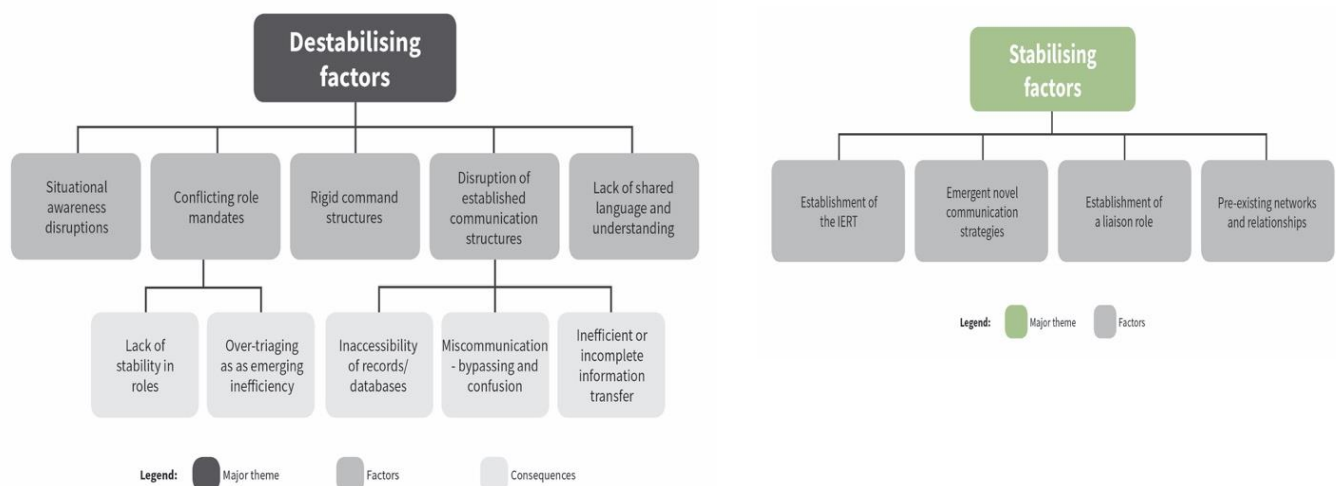 Destabilising
factors
Situational
awareness
disruptions
Conflicting role
mandates
Rigid command
structures
Disruption of
established
communication
structures
Lack of shared
language and
understanding
Lack of
stability in
roles
Over-triaging
as as emerging
inefficiency
Inaccessibility
of records/
databases
Miscommunication
- bypassing and
confusion
Inefficient or
incomplete
information
transfer
Legend: Major theme Factors Consequences
Stabilising
factors
Establishment of
the IERT
Emergent novel
communication
strategies
Establishment of
a liaison role
Pre-existing networks
and relationships
Legend: Major theme Factors